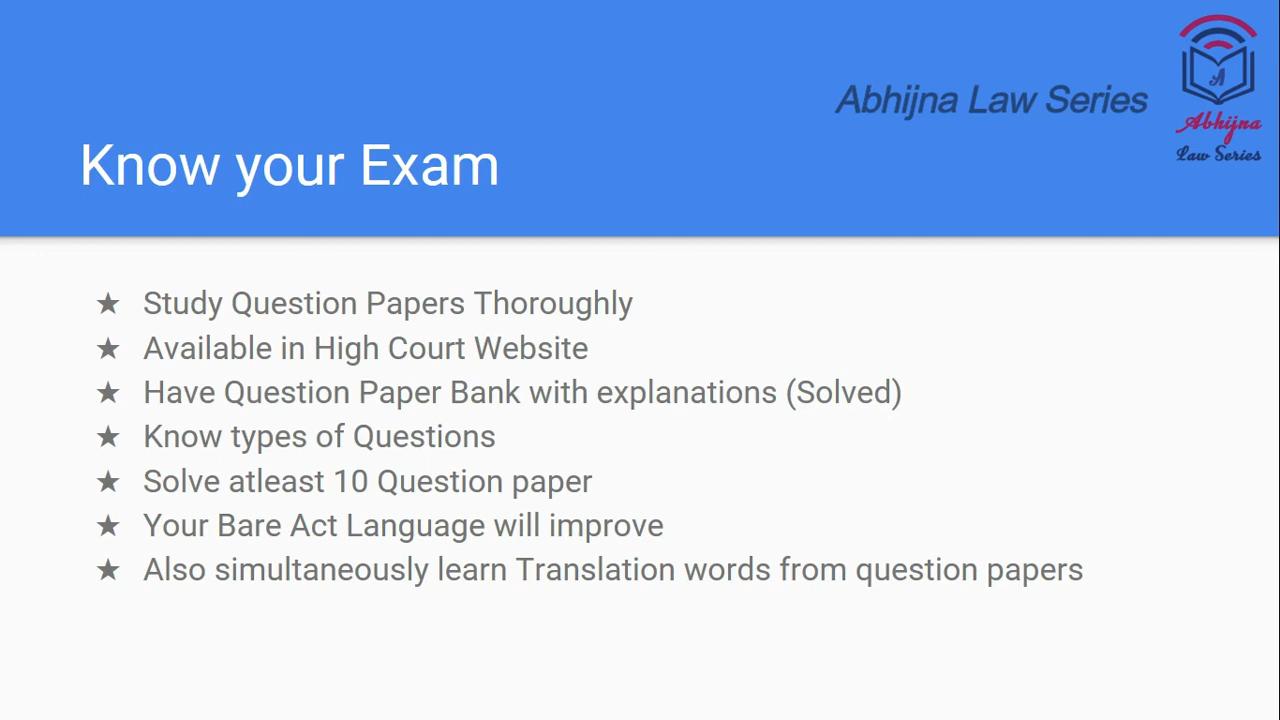 Abhijna Law Series
A
Abhijna
Law Series
Know your Exam
★ Study Question Papers Thoroughly
★ Available in High Court Website
★ Have Question Paper Bank with explanations (Solved)
★ Know types of Questions
★ Solve atleast 10 Question paper
★ Your Bare Act Language will improve
★ Also simultaneously learn Translation words from question papers